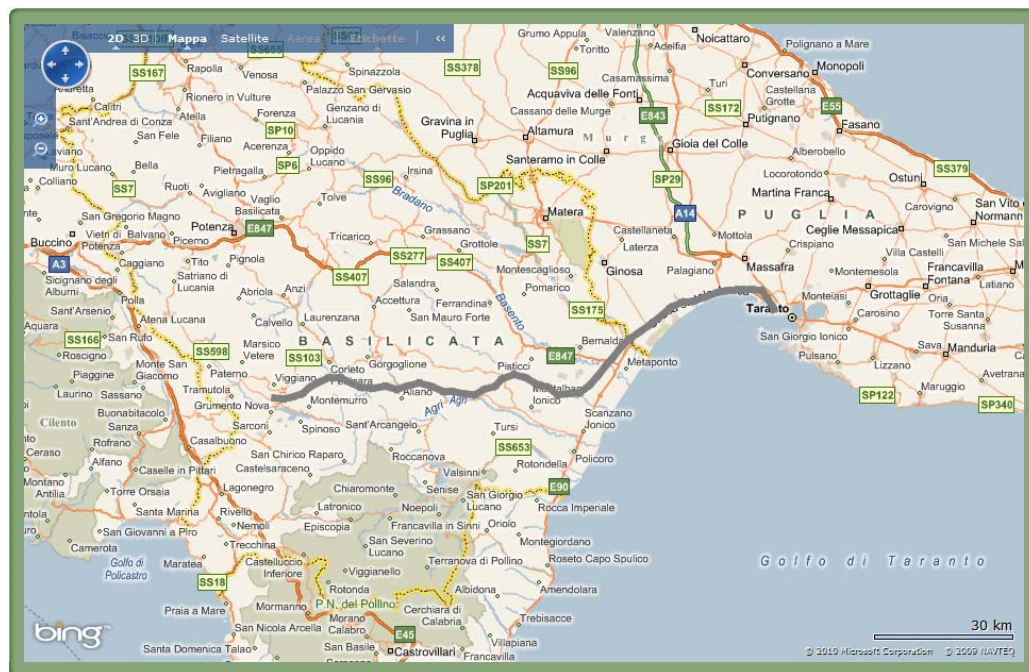 2D 3D Mappa Satellite Aerea Etichette «
Noicattaro
Polignano a Mare
Grumo Appula
Valenzano
Adelfia
Toritto
Monopoli
Conversano
SS378
SS96
Casamassima
Turi
Castellana Grotte
SS655
SS167
Rapolla
Venosa
Spinazzola
Palazzo San Gervasio
Acquaviva delle Fonti
Cassano delle Murge
E843
SS172
Putignano
E55
Fasano
Calitri
Rionero in Vulture
Forenza
Genzano di Lucania
Sant'Andrea di Conza
Atella
San Fele
Filiano
SP10
Acerenza
Gravina in Puglia
Altamura
Murge
Gioia del Colle
Alberobello
Oppido Lucano
Santeramo in Colle
SS379
Muro Lucano
Bella
Pietragalla
SP6
Irsina
Locorotondo
Ostuni
Colliano
SS7
Ruoti
Avigliano
SS96
SP201
SP29
Martina Franca
Carovigno
San Vito
Normann
Vaglio Basilicata
Tolve
Bradano
Matera
A14
PUGLIA
San Gregorio Magno
Potenza
E847
Ceglie Messapica
Vietri di Potenza
Balvano
Picerno
Tricarico
Grassano
Grottole
SS7
Castellaneta
Laterza
Mottola
Crispiano
San Michele Sal
Buccino
Tito
Pignola
SS277
SS407
Villa Castelli
A3
Caggiano
Satriano di Lucania
SS407
Salandra
Montescaglioso
Ginosa
Palagiano
Massafra
Montemesola
Francavilla Fontana
Sicignano degli Alburni
Polla
Abriola
Anzi
Accettura
Ferrandina
Pomarico
Grottaglie
Sant'Arsenio
Atena Lucana
Calvello
Laurenzana
San Mauro Forte
Basento
SS175
Taranto
Monteiasi
Carosino
Oria
Torre Santa Susanna
Aquara
SS166
San Rufo
BASILICATA
Bernalda
San Giorgio Ionico
Roscigno
Marsico Vetere
SS598
SS103
Corleto Perticara
Gorgoglione
Pisticci
E847
Metaponto
Pulsano
Sava
Manduria
Monte San Giacomo
Paterno
Piaggine
Viggiano
Lizzano
Avetrana
Laurino
Sassano
Tramutola
Grumento Nova
Montemurro
Aliano
Agri Agri
Montalbano Ionico
Maruggio
Buonabitacolo
Sanza
Sarconi
Spinoso
Sant'Arcangelo
Tursi
Scanzano Jonico
SP122
SP340
Cilento
Rofrano
Casalbuono
SS653
Ceraso
Alfano
San Chirico Raparo
Roccanova
Rotondella
Policoro
Caselle in Pittari
Castelsaraceno
Valsinni
Montano Antilia
Torre Orsaia
Lagonegro
Chiaromonte
Senise
San Giorgio Lucano
E90
Santa Marina
Rivello
Latronico
Noepoli
Rocca Imperiale
San Giovanni a Piro
Nemoli
Episcopia
Francavilla in Sinni
Oriolo
Camerota
Trecchina
San Severino Lucano
Montegiordano
Golfo di Policastro
Maratea
Castelluccio Inferiore
Viggianello
Terranova di Pollino
Roseto Capo Spulico
Golfo di Taranto
SS18
Rotonda
Albidona
Amendolara
Praia a Mare
Mormanno
P.N. del Pollino
Cerchiara di Calabria
Trebisacce
San Nicola Arcella
Morano Calabro
30 km
bing
Santa Domenica Talao
San Basile
E45
Castrovillari
Villapiana
Francavilla
© 2010 Microsoft Corporation © 2009 NAVTEQ